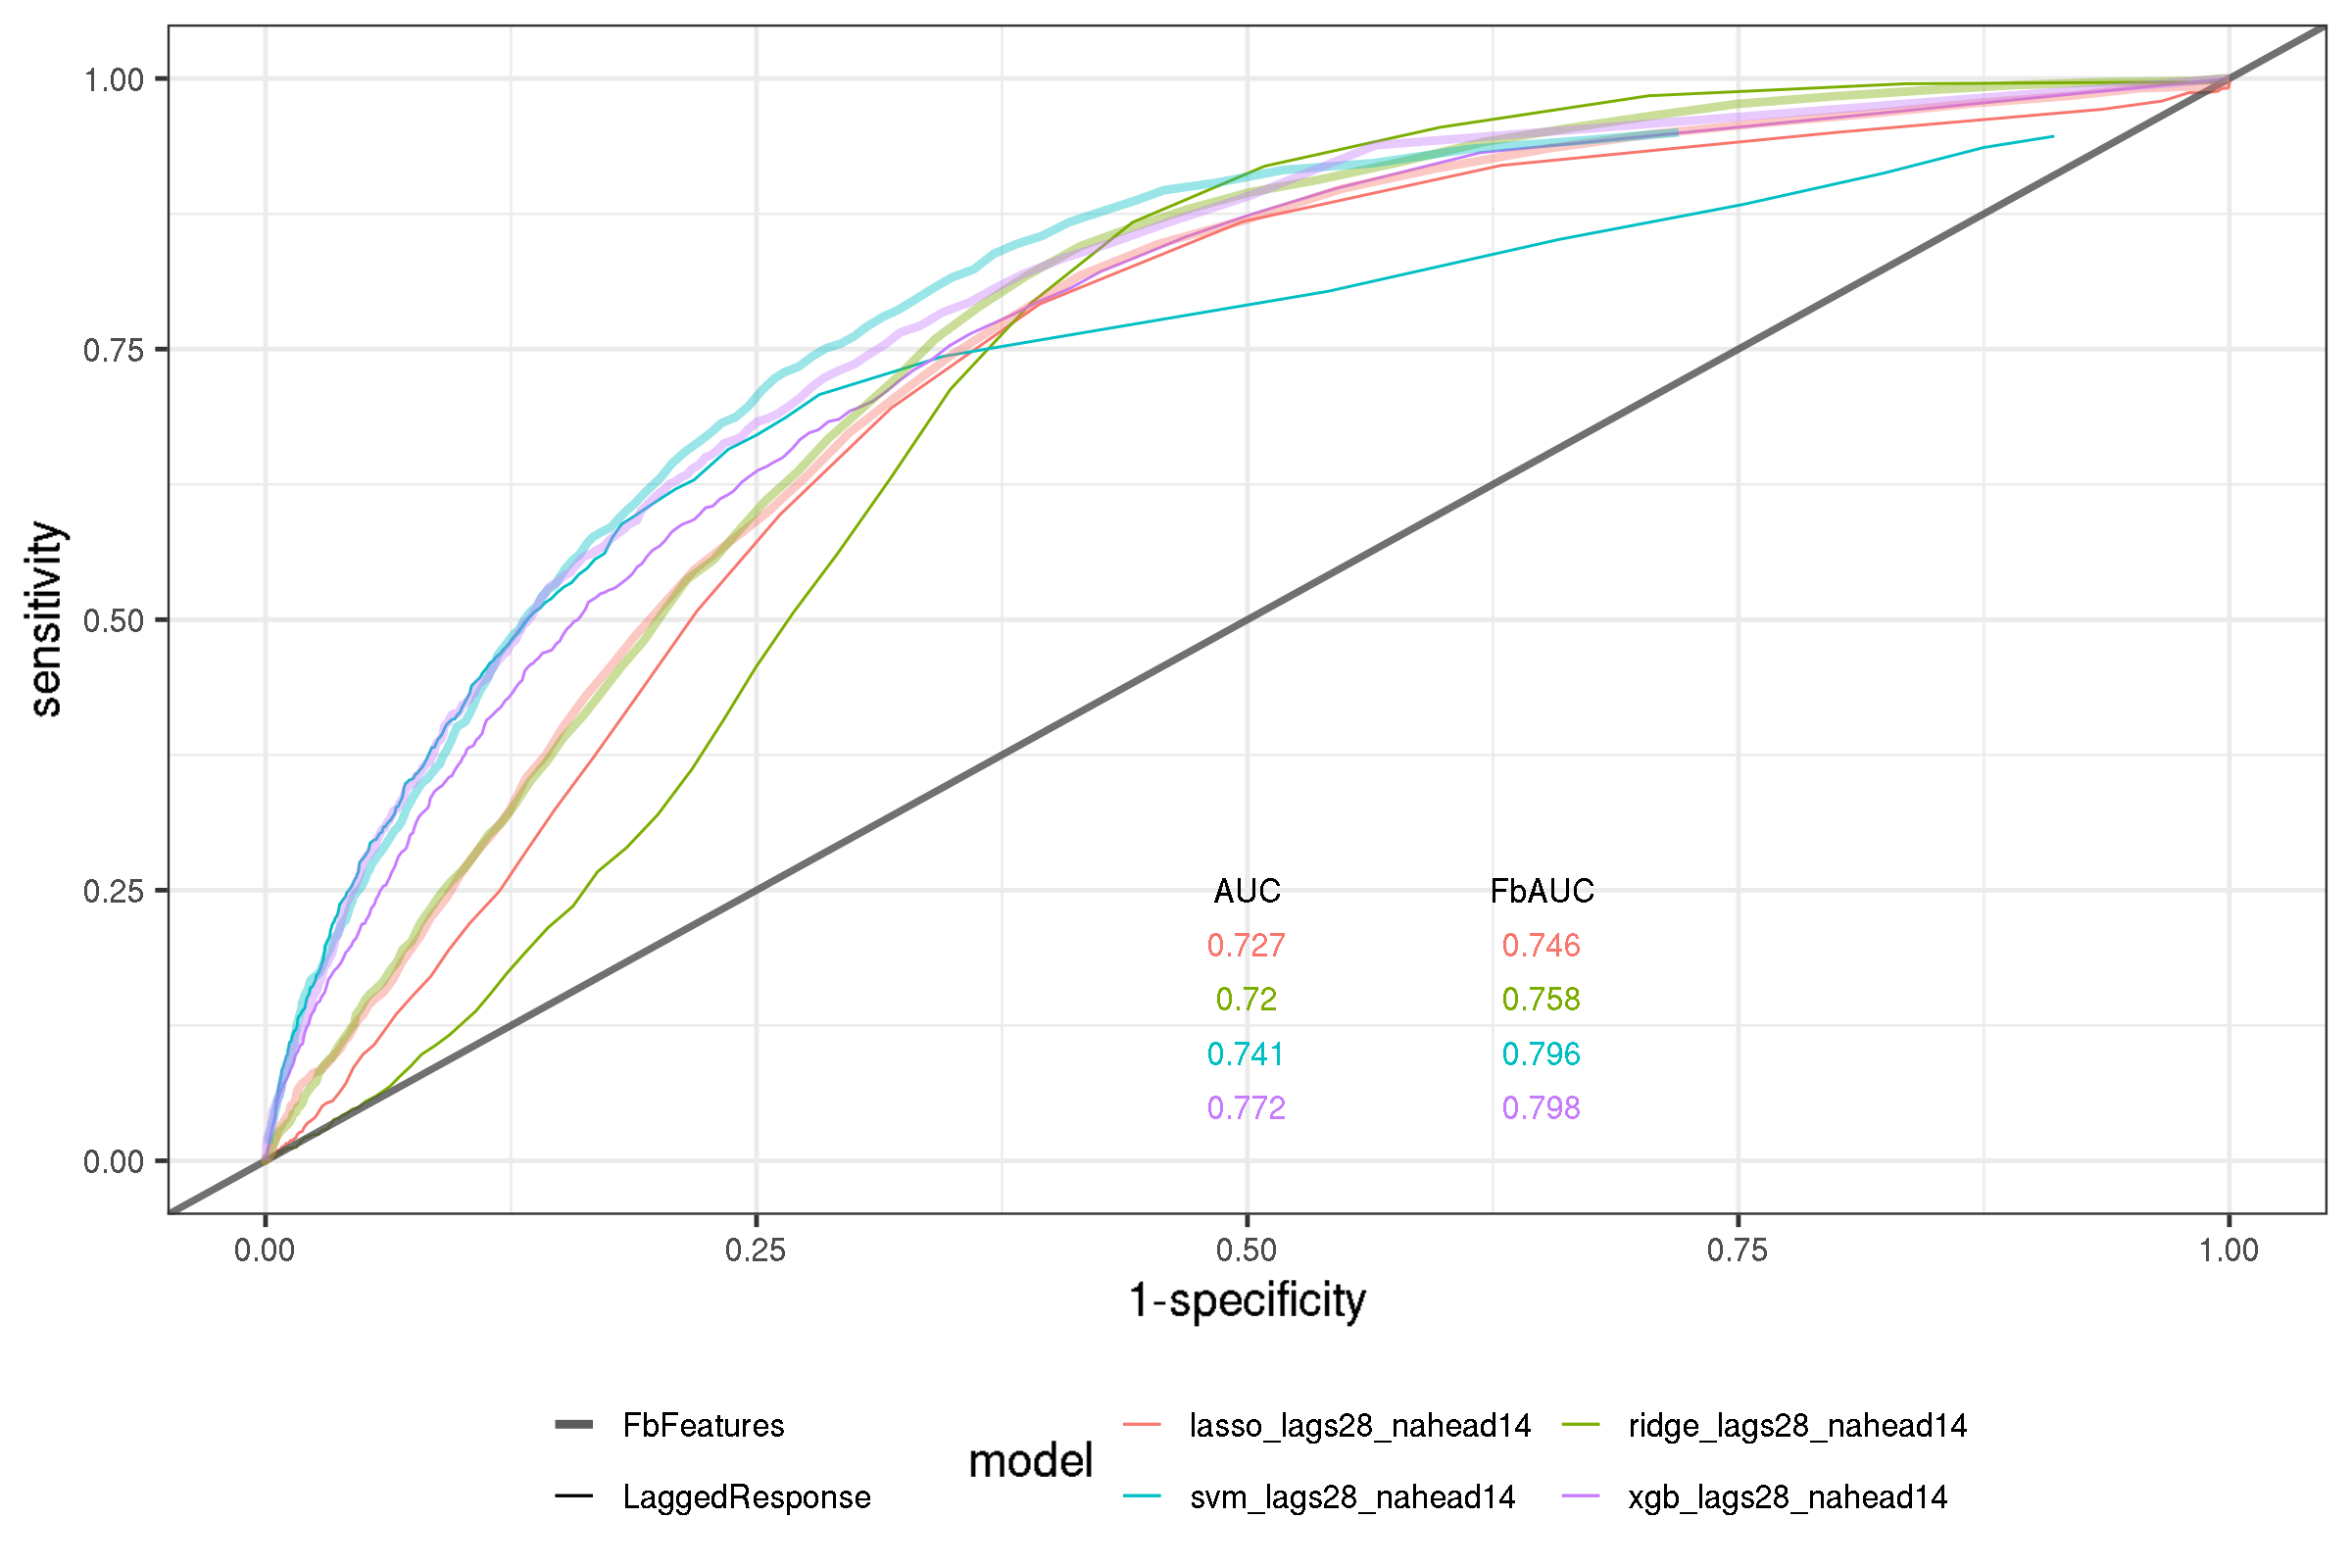 1.00
0.75
0.50
0.25
0.00
sensitivity
AUC FbAUC
0.727 0.746
0.72 0.758
0.741 0.796
0.772 0.798
0.00 0.25 0.50 0.75 1.00
1-specificity
FbFeatures
LaggedResponse
model
lasso_lags28_nahead14 ridge_lags28_nahead14
svm_lags28_nahead14 xgb_lags28_nahead14